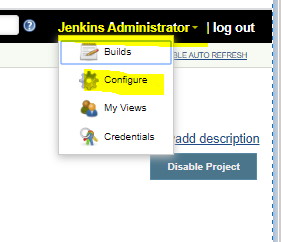 Jenkins Administrator | log out
Builds
BLE AUTO REFRESH
Configure
My Views
Credentials
add description
Disable Project